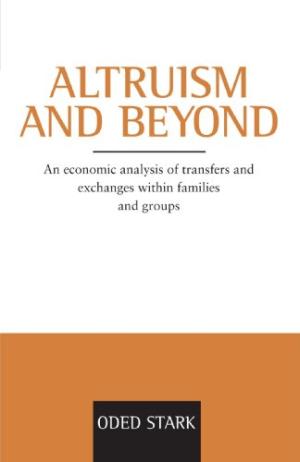 ALTRUISM
AND BEYOND
An economic analysis of transfers and
exchanges within families
and groups
ODED STARK